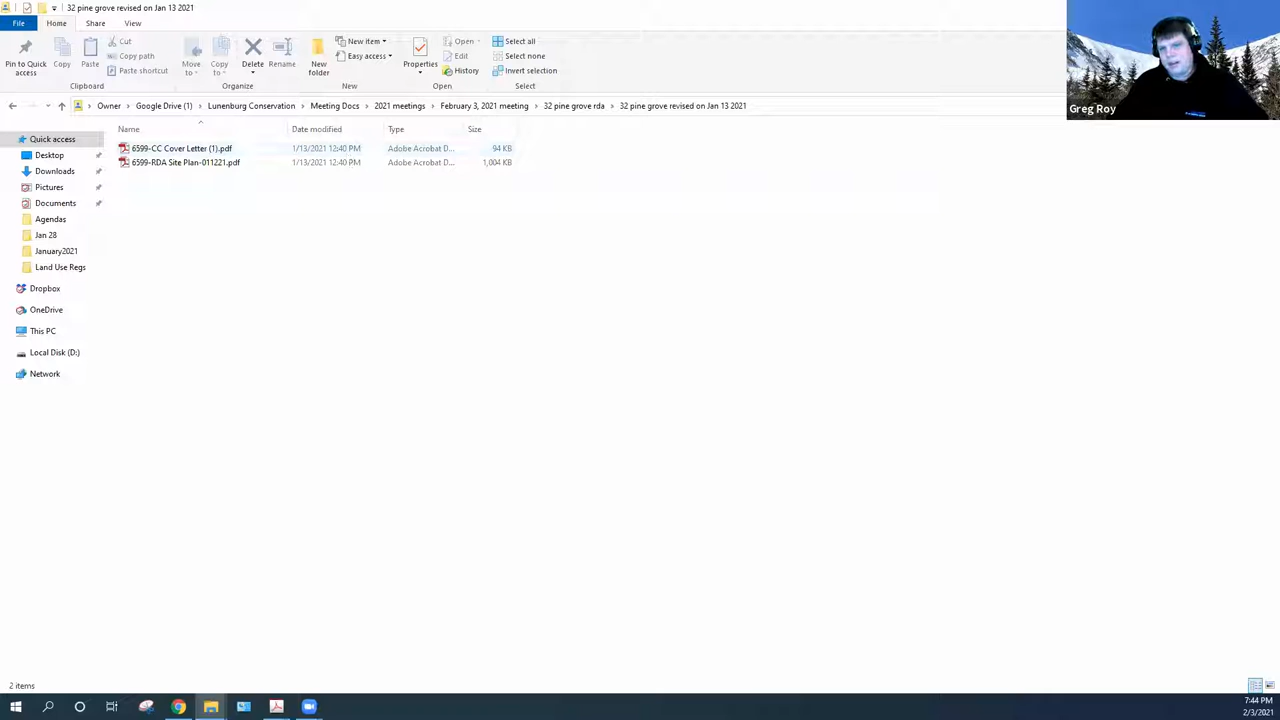 32 pine grove revised on Jan 13 2021
File Home Share View
Pin to Quick access
Copy
Paste
Cut
Copy path
Paste shortcut
Clipboard
Move to
Copy to
Delete
Rename
Organize
New folder
New item
Easy access
New
Properties
Open
Edit
History
Open
Select all
Select none
Invert selection
Select
Owner Google Drive (1) Lunenburg Conservation Meeting Docs 2021 meetings February 3, 2021 meeting 32 pine grove rda 32 pine grove revised on Jan 13 2021
Greg Roy
Name Date modified Type Size
6599-CC Cover Letter (1).pdf 1/13/2021 12:40 PM Adobe Acrobat D... 94 KB
6599-RDA Site Plan-011221.pdf 1/13/2021 12:40 PM Adobe Acrobat D... 1,004 KB
Quick access
Desktop
Downloads
Pictures
Documents
Agendas
Jan 28
January2021
Land Use Regs
Dropbox
OneDrive
This PC
Local Disk (D:)
Network
2 items
7:44 PM
2/3/2021